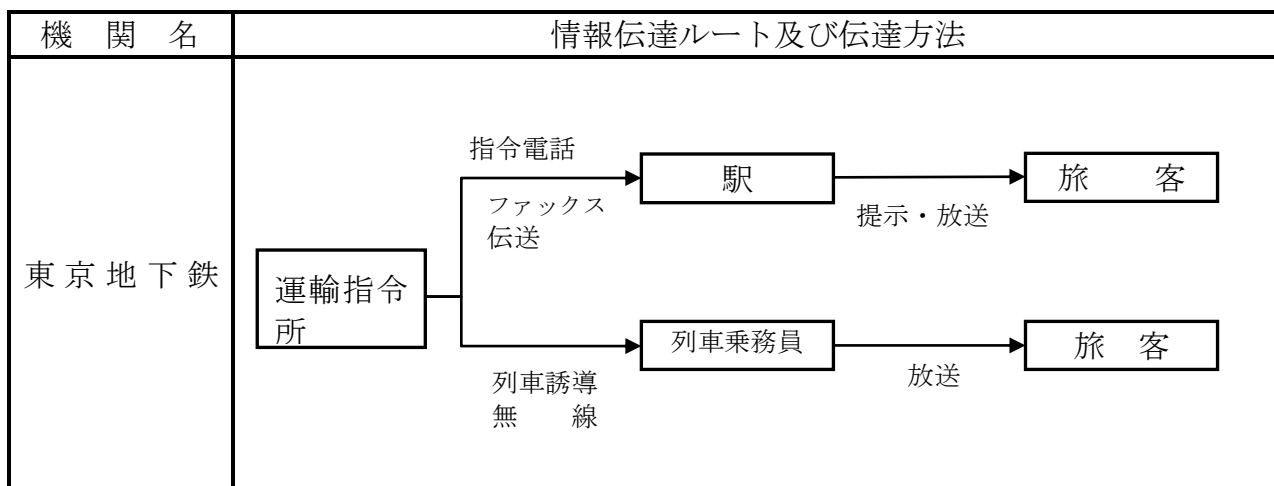 機　関　名
情報伝達ルート及び伝達方法
東京地下鉄
運輸指令
所
指令電話
ファックス
伝送
駅
提示・放送
旅　　客
列車誘導
無　　線
列車乗務員
放送
旅　客